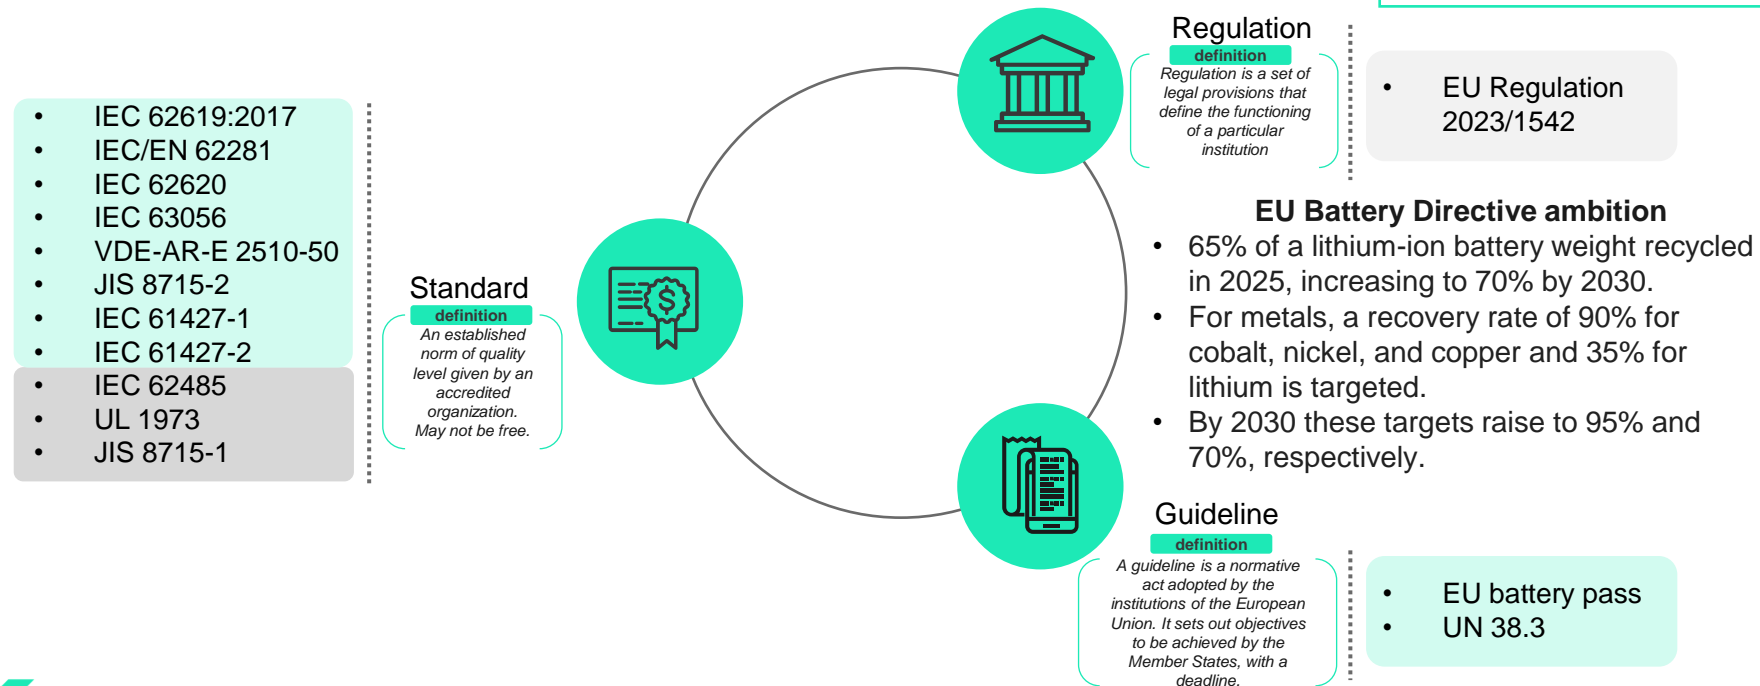 • IEC 62619:2017
• IEC/EN 62281
• IEC 62620
• IEC 63056
• VDE-AR-E 2510-50
• JIS 8715-2
• IEC 61427-1
• IEC 61427-2
• IEC 62485
• UL 1973
• JIS 8715-1
Standard
definition
An established
norm of quality
level given by an
accredited
organization.
May not be free.
$
Regulation
definition
Regulation is a set of
legal provisions that
define the functioning
of a particular
institution
• EU Regulation
2023/1542
EU Battery Directive ambition
• 65% of a lithium-ion battery weight recycled
in 2025, increasing to 70% by 2030.
• For metals, a recovery rate of 90% for
cobalt, nickel, and copper and 35% for
lithium is targeted.
• By 2030 these targets raise to 95% and
70%, respectively.
Guideline
definition
A guideline is a normative
act adopted by the
institutions of the European
Union. It sets out objectives
to be achieved by the
Member States, with a
deadline.
• EU battery pass
• UN 38.3